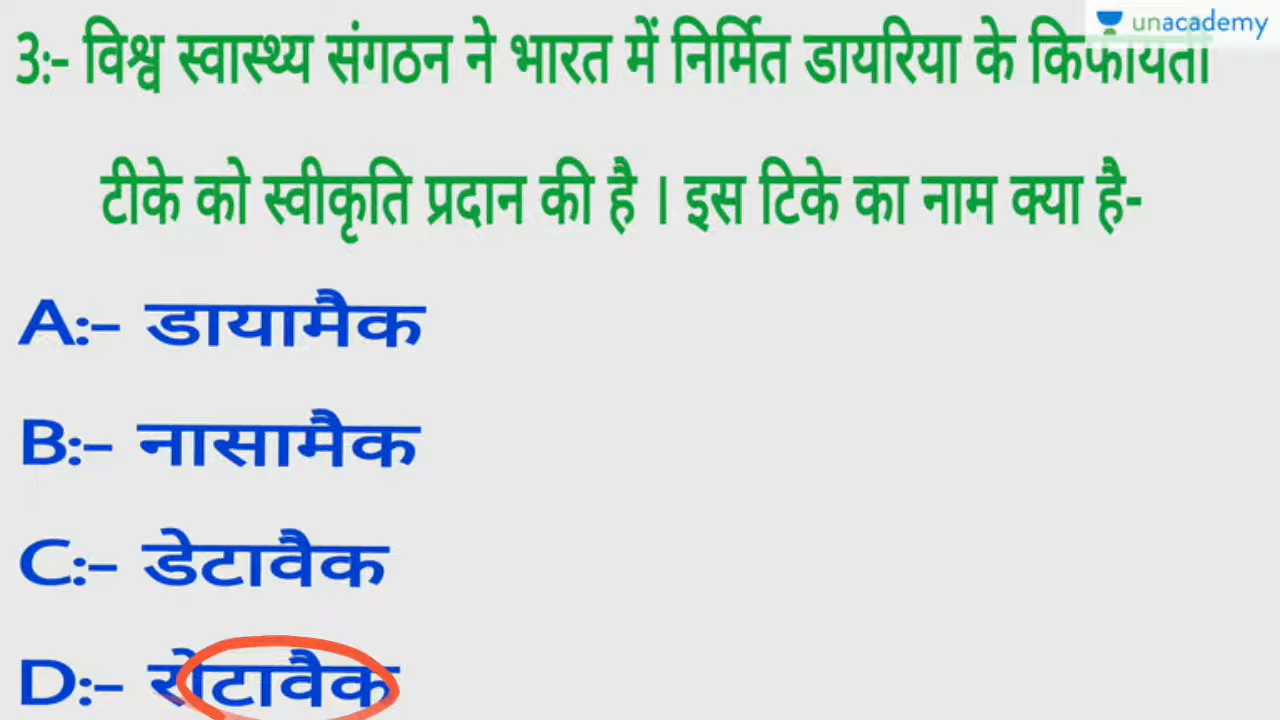 unacademy
3:- विश्व स्वास्थ्य संगठन ने भारत में निर्मित डायरिया के किफायती
टीके को स्वीकृति प्रदान की है । इस टिके का नाम क्या है-
A:- डायामैक
B:- नासामैक
C:- डेटावैक
D:- रोटावैक